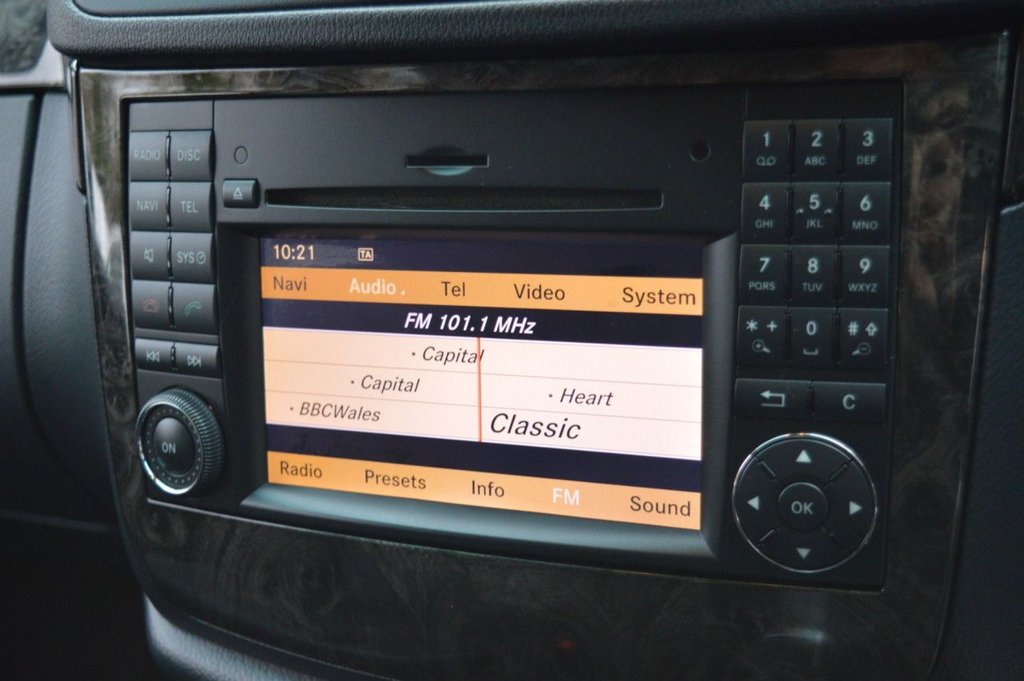 RADIO DISC
NAVI TEL
SYS
ON
10:21 TA
Navi Audio Tel Video System
FM 101.1 MHz
Capital
Capital
Heart
BBCWales
Classic
Radio Presets Info FM Sound
1 2 ABC 3 DEF
4 GHI 5 JKL 6 MNO
7 PQRS 8 TUV 9 WXYZ
* + 0 #
C
OK